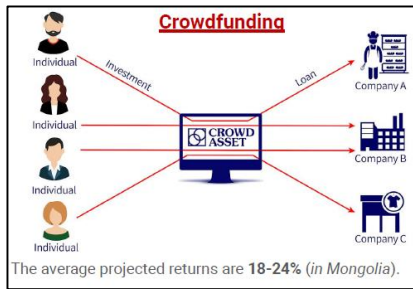 Crowdfunding
Individual
Investment
Loan
Company A
Individual
CROWD
ASSET
Individual
Company B
Individual
Company C
The average projected returns are 18-24% (in Mongolia).